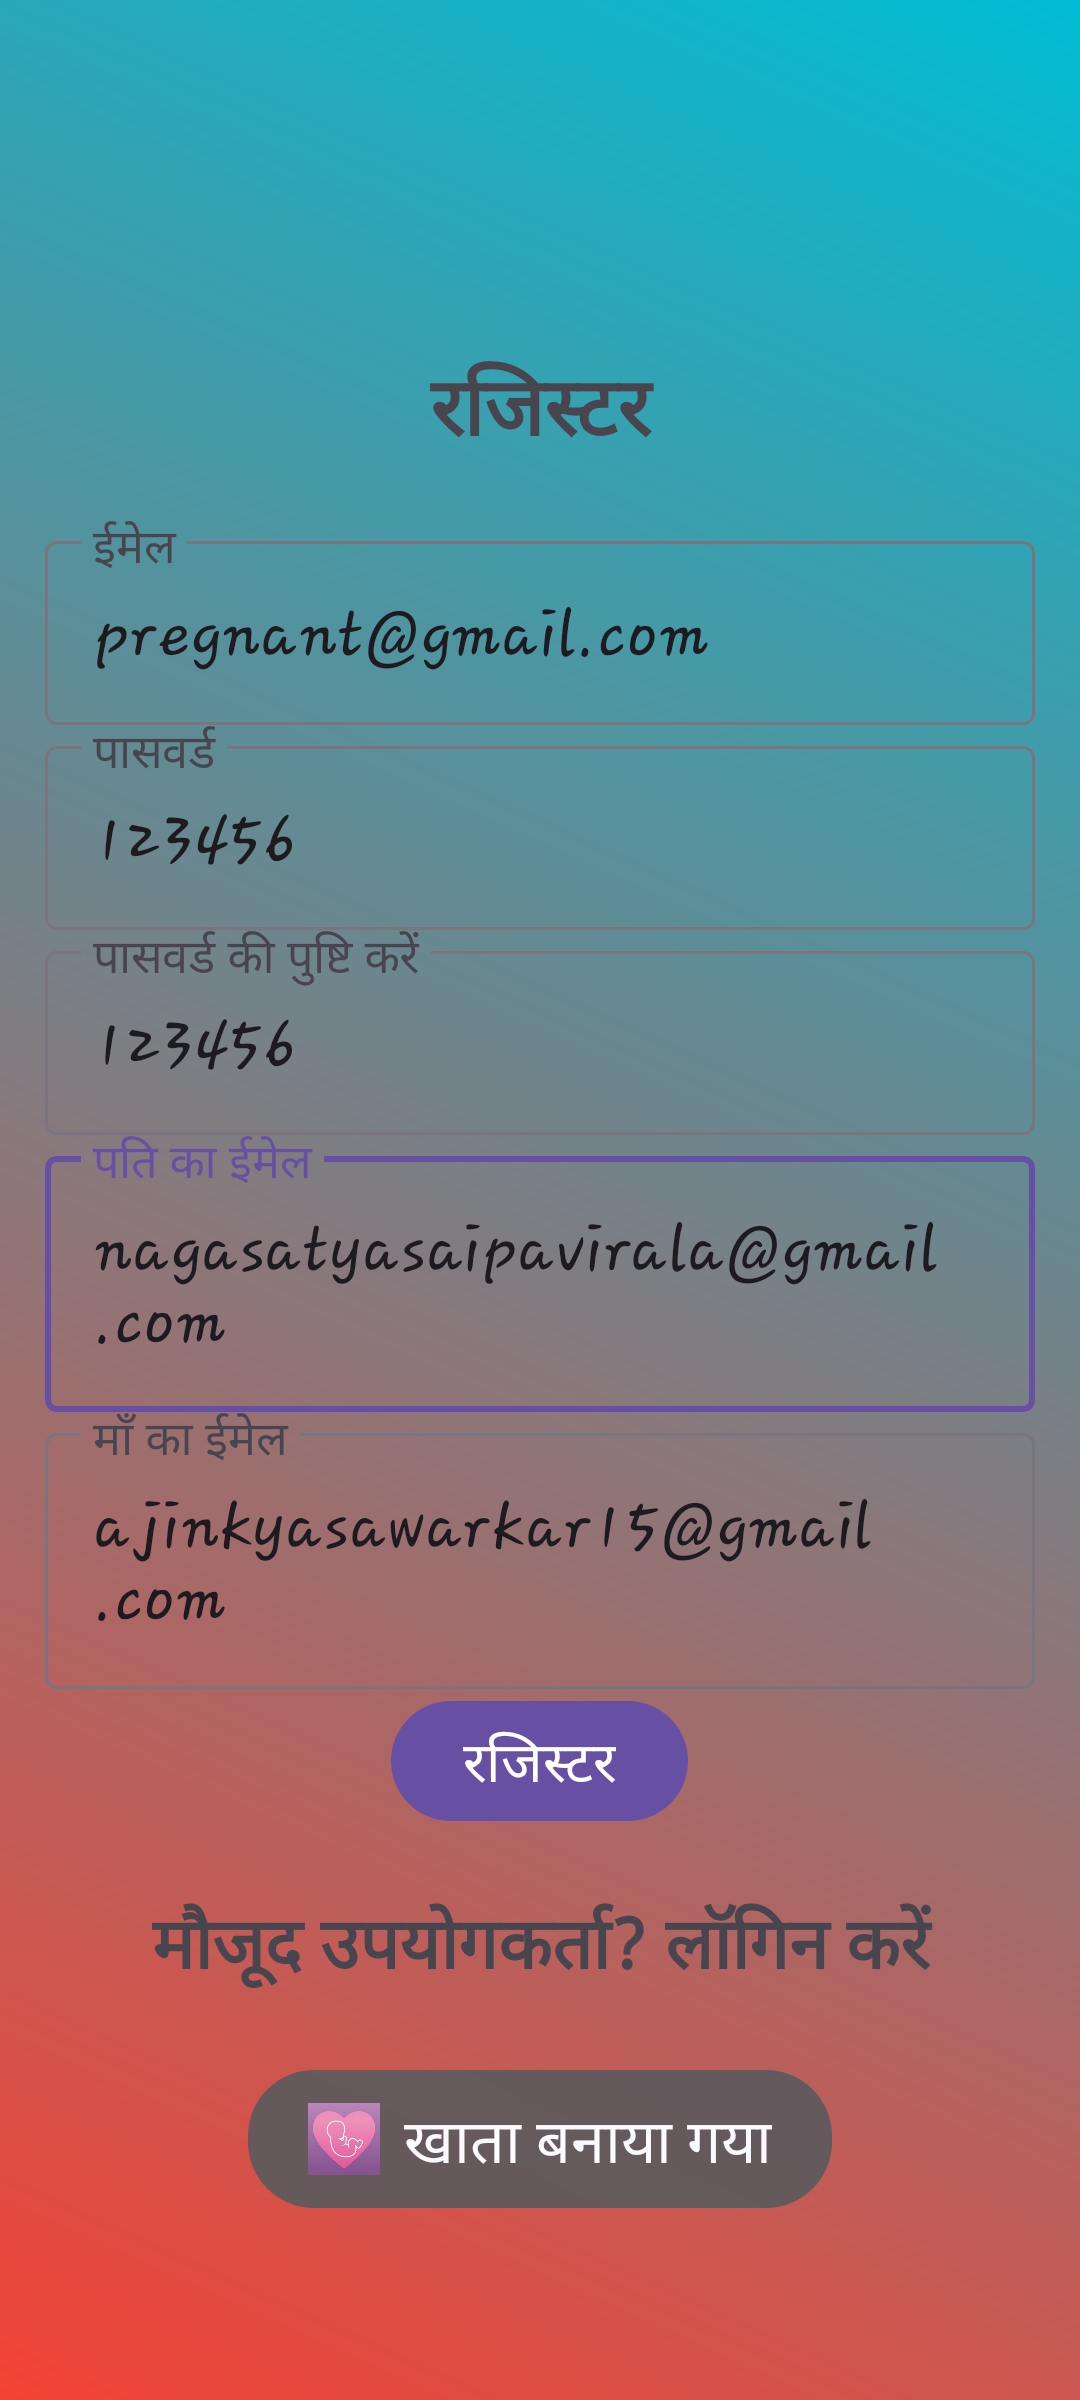 रजिस्टर
ईमेल
pregnant@gmail.com
पासवर्ड
123456
पासवर्ड की पुष्टि करें
123456
पति का ईमेल
nagasatyasaipavirala@gmail
.com
माँ का ईमेल
ajinkyasawarkar15@gmail
.com
रजिस्टर
मौजूद उपयोगकर्ता? लॉगिन करें
खाता बनाया गया